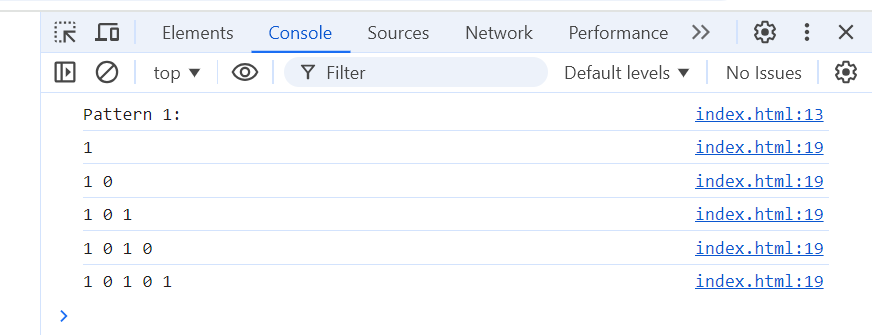 Elements Console Sources Network Performance
top Filter Default levels No Issues
Pattern 1: index.html:13
1 index.html:19
1 0 index.html:19
1 0 1 index.html:19
1 0 1 0 index.html:19
1 0 1 0 1 index.html:19